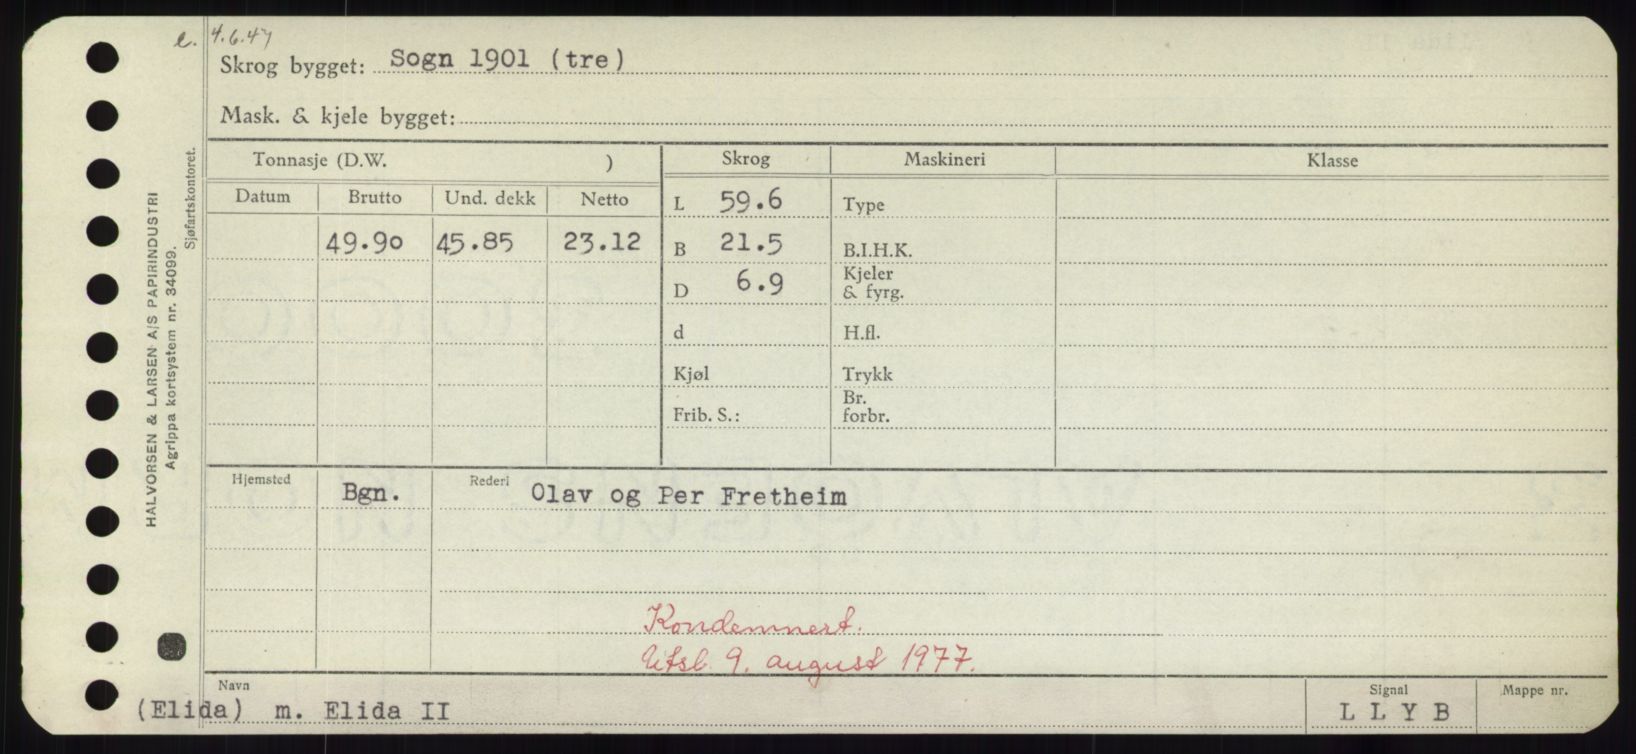 e. 4.6.47
Skrog bygget: Sogn 1901 (tre)
Mask. & kjele bygget:
Tonnasje (D.W. ) Skrog Maskineri Klasse
Datum Brutto Und. dekk Netto L 59.6 Type
49.90 45.85 23.12 B 21.5 B.I.H.K.
D 6.9 Kjeler & fyrg.
d H.fl.
Kjøl Trykk
Frib. S.: Br. forbr.
Hjemsted Bgn. Rederi Olav og Per Fretheim
Kondemnert.
Utsl. 9. august 1977.
Navn Signal Mappe nr.
(Elida) m. Elida II L L Y B
HALVORSEN & LARSEN A/S PAPIRINDUSTRI
Agrippa kortsystem nr. 34099.
Sjøfartskontoret.